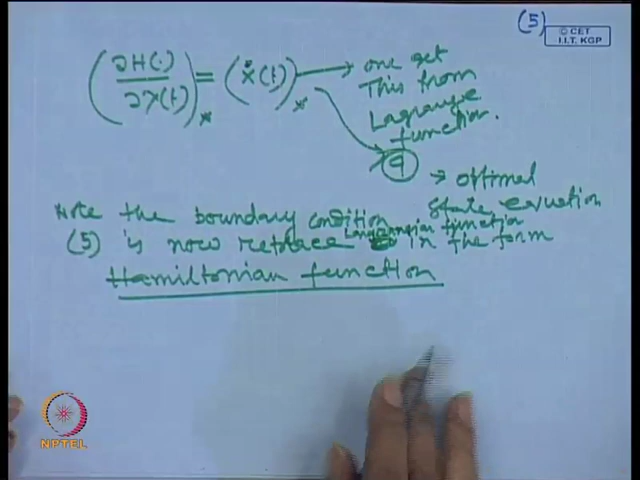 (5)
© CET
I.I.T. KGP
(∂H(.)/∂λ(t))* = (ẋ(t))* → one get
This from
Lagrange
function.
(9)
→ optimal
state equation
Note the boundary condition
Lagrangian function
(5) is now replace in the form
Hamiltonian function
NPTEL